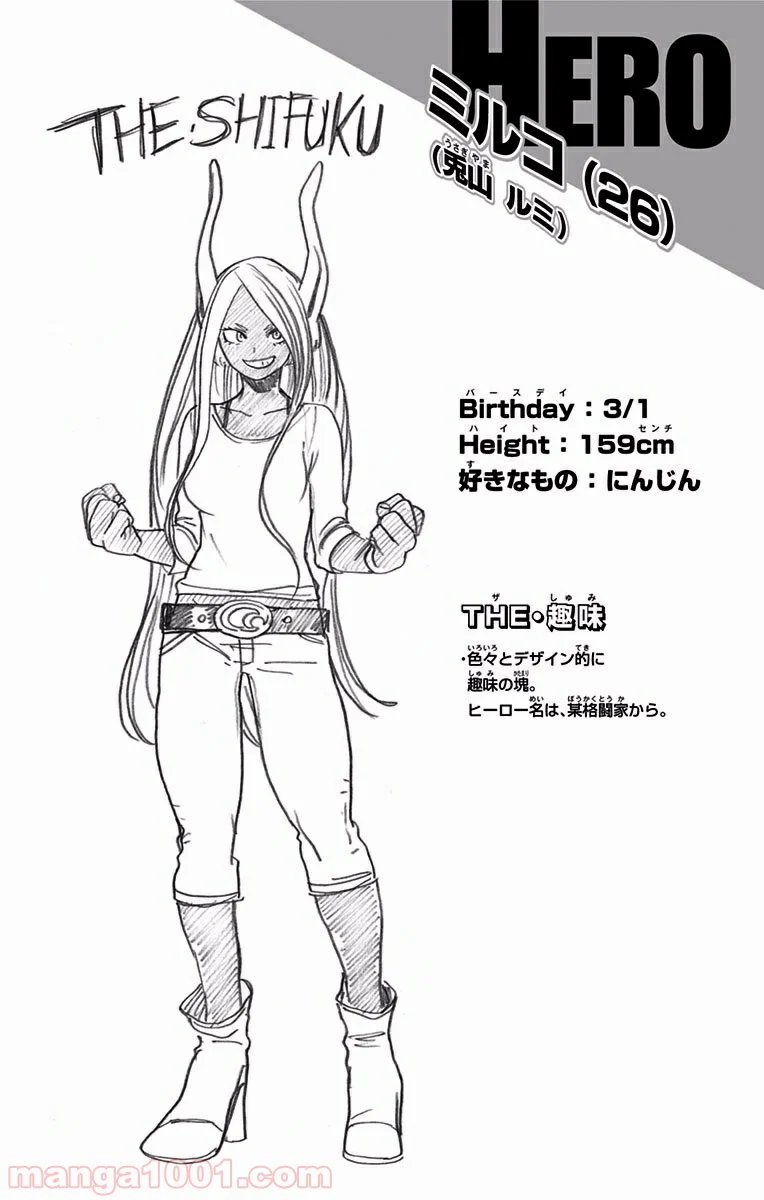 HERO
THE・SHIFUKU
ミルコ (26)
うさぎやま
(兎山 ルミ)
バースデイ
Birthday : 3/1
ハイト センチ
Height : 159cm
す
好きなもの : にんじん
ザ しゅみ
THE・趣味
いろいろ てき
・色々とデザイン的に
しゅみ かたまり
趣味の塊。
めい ぼうかくとうか
ヒーロー名は、某格闘家から。
manga1001.com